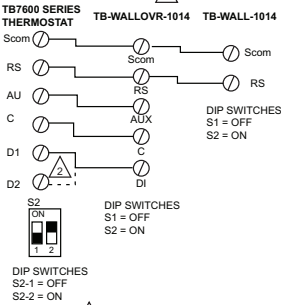 TB7600 SERIES
THERMOSTAT
TB-WALLOVR-1014
TB-WALL-1014
Scom
Scom
Scom
RS
RS
RS
AU
AUX
C
C
D1
DI
2
D2
S2
ON
1 2
DIP SWITCHES
S1 = OFF
S2 = ON
DIP SWITCHES
S1 = OFF
S2 = ON
DIP SWITCHES
S2-1 = OFF
S2-2 = ON